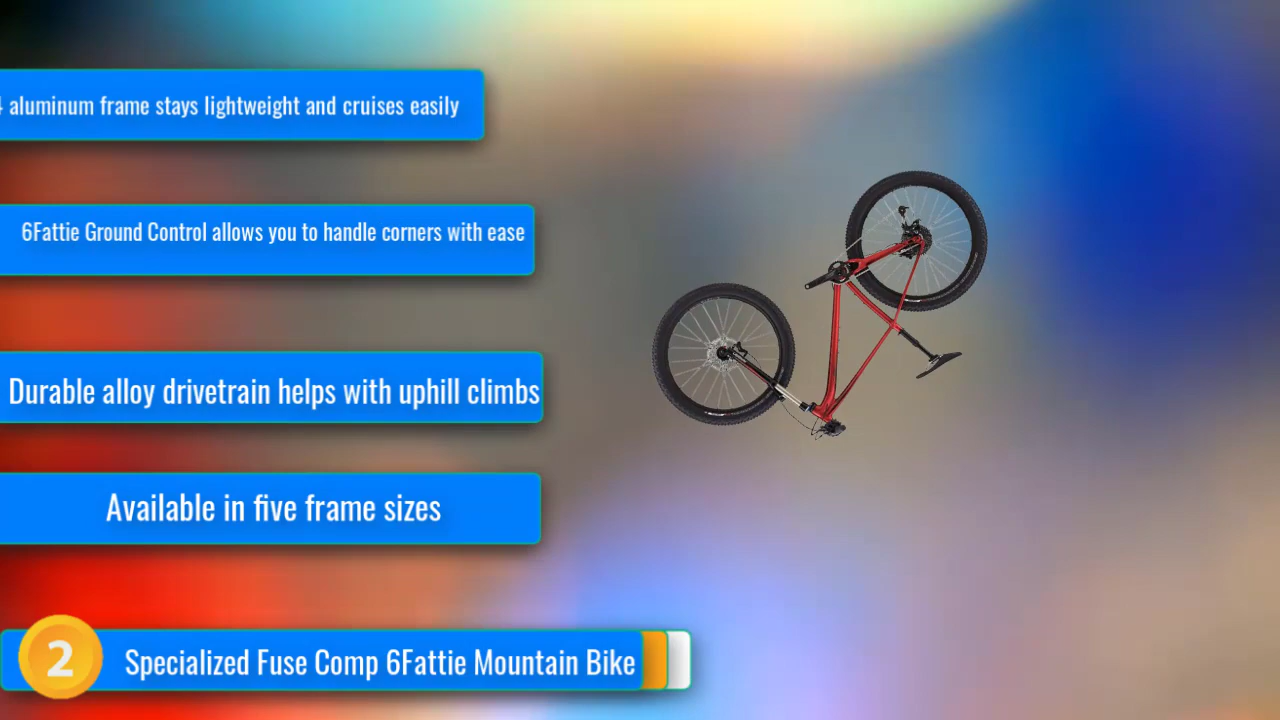 aluminum frame stays lightweight and cruises easily
6Fattie Ground Control allows you to handle corners with ease
Durable alloy drivetrain helps with uphill climbs
Available in five frame sizes
2
Specialized Fuse Comp 6Fattie Mountain Bike